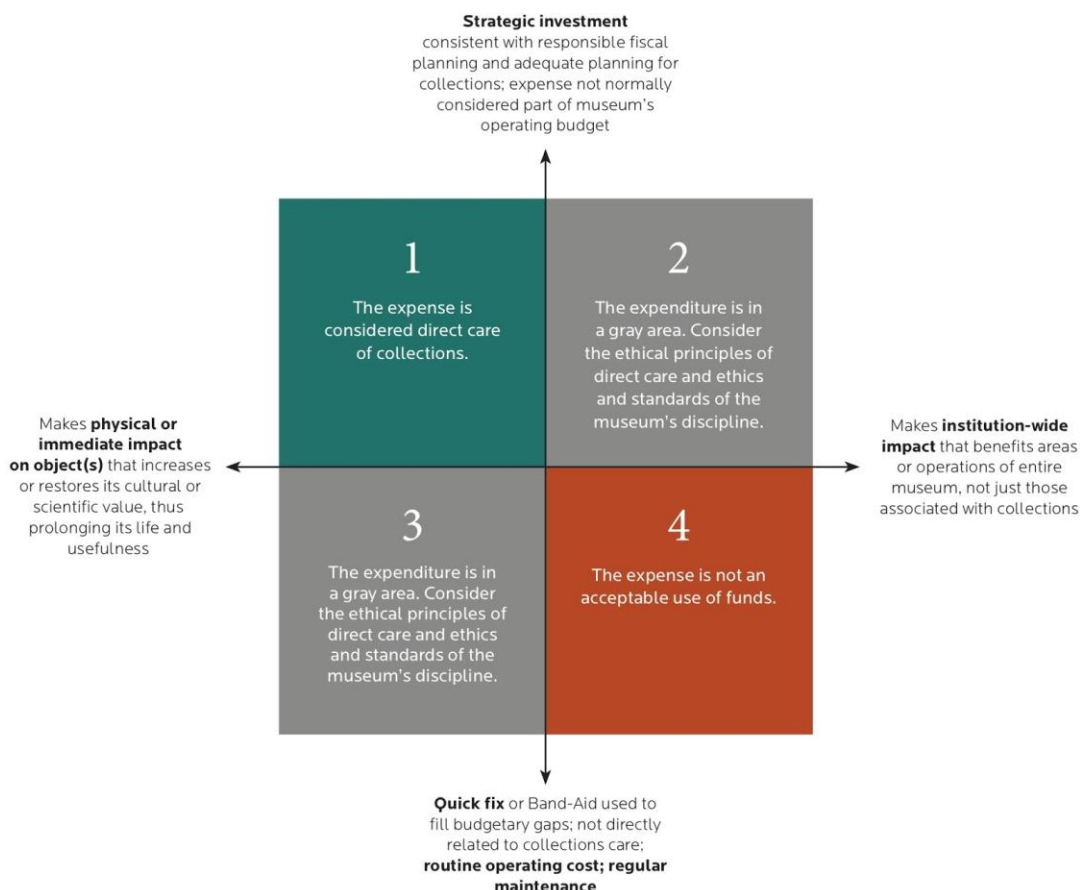 Strategic investment
consistent with responsible fiscal
planning and adequate planning for
collections; expense not normally
considered part of museum's
operating budget
1
The expense is
considered direct care
of collections.
2
The expenditure is in
a gray area. Consider
the ethical principles of
direct care and ethics
and standards of the
museum's discipline.
Makes physical or
immediate impact
on object(s) that increases
or restores its cultural or
scientific value, thus
prolonging its life and
usefulness
Makes institution-wide
impact that benefits areas
or operations of entire
museum, not just those
associated with collections
3
The expenditure is in
a gray area. Consider
the ethical principles of
direct care and ethics
and standards of the
museum's discipline.
4
The expense is not an
acceptable use of funds.
Quick fix or Band-Aid used to
fill budgetary gaps; not directly
related to collections care;
routine operating cost; regular
maintenance